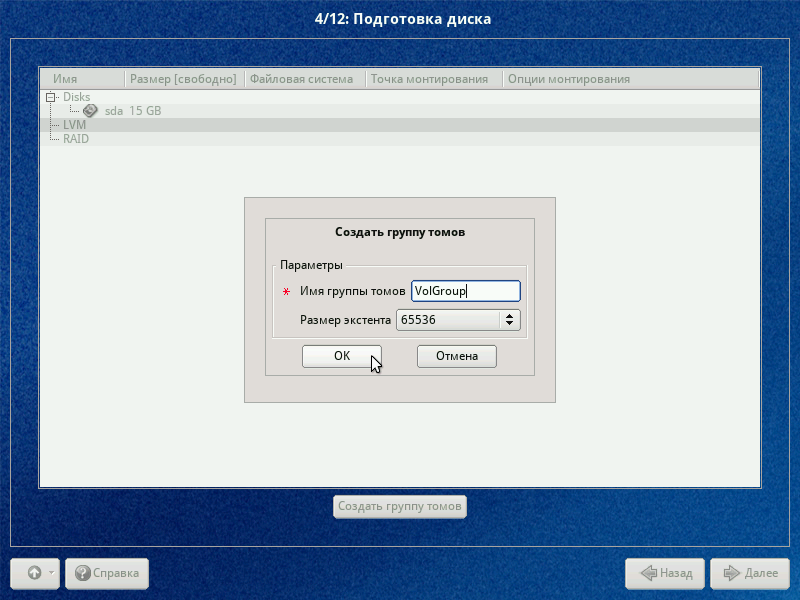 4/12: Подготовка диска
Имя Размер [свободно] Файловая система Точка монтирования Опции монтирования
Disks
sda 15 GB
LVM
RAID
Создать группу томов
Параметры
* Имя группы томов VolGroup
Размер экстента 65536
OK Отмена
Создать группу томов
Справка Назад Далее